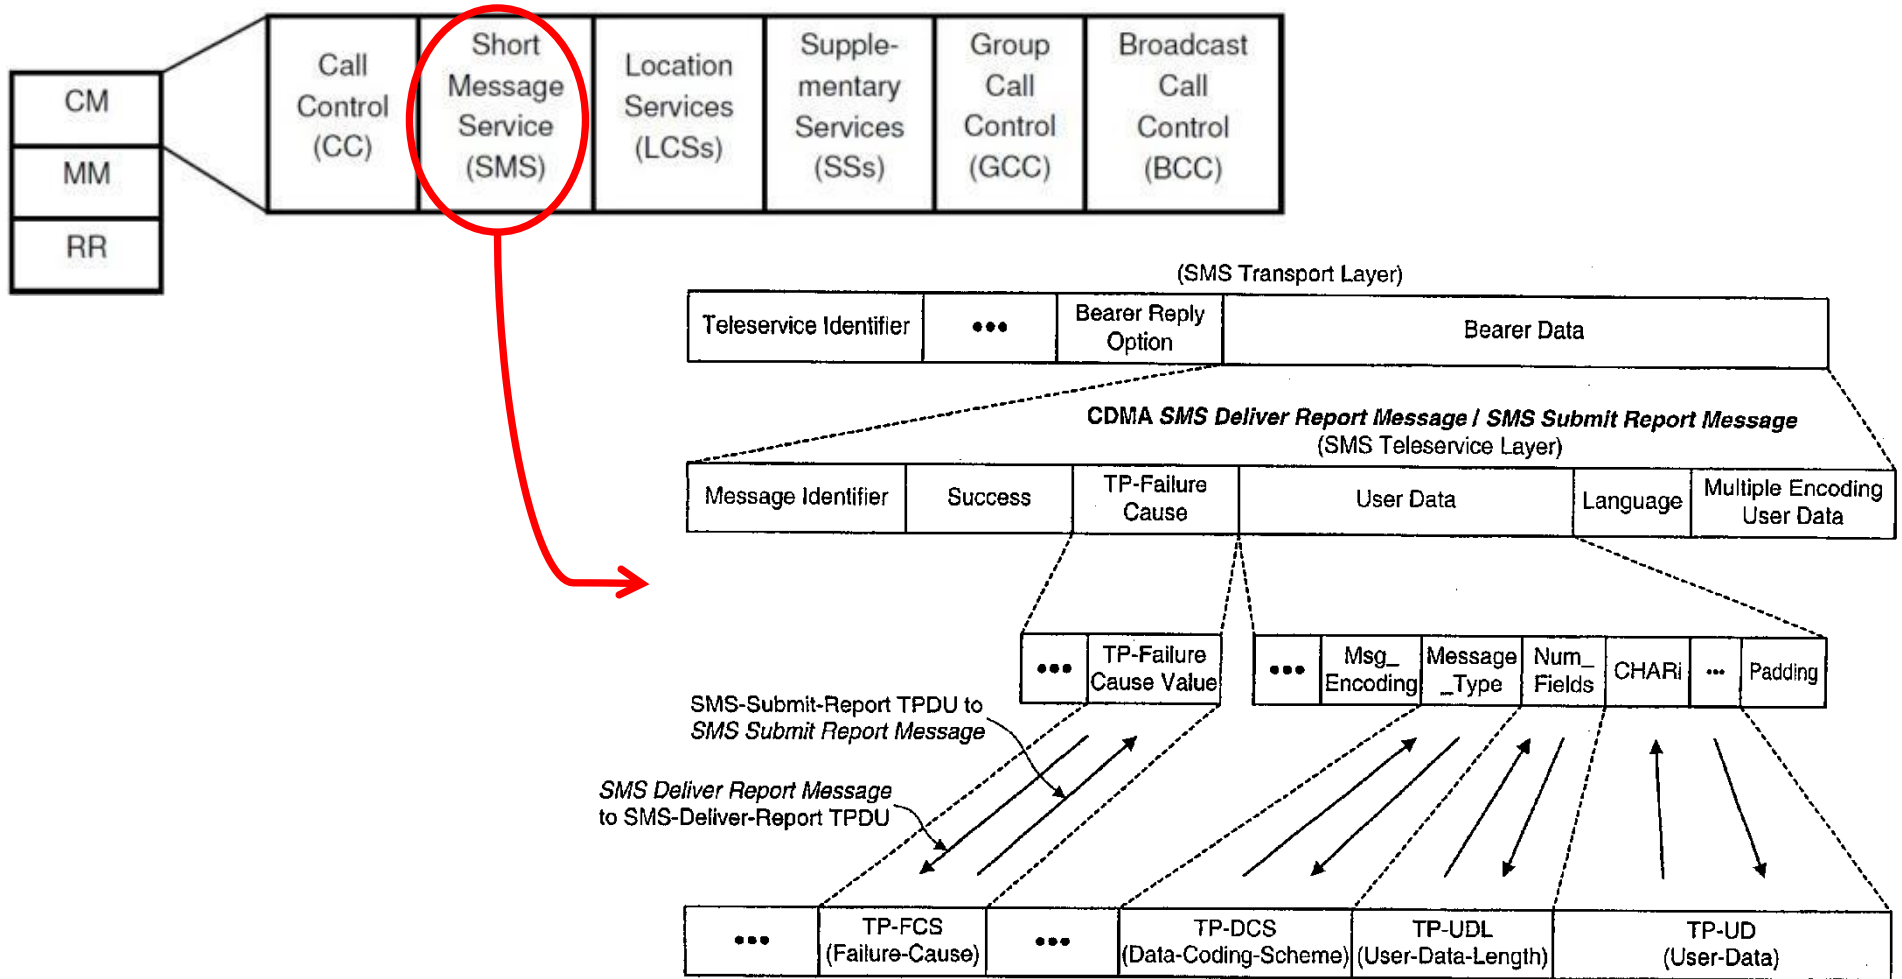 CM
MM
RR
Call
Control
(CC)
Short
Message
Service
(SMS)
Location
Services
(LCSs)
Supple-
mentary
Services
(SSs)
Group
Call
Control
(GCC)
Broadcast
Call
Control
(BCC)
(SMS Transport Layer)
Teleservice Identifier
•••
Bearer Reply
Option
Bearer Data
CDMA SMS Deliver Report Message / SMS Submit Report Message
(SMS Teleservice Layer)
Message Identifier
Success
TP-Failure
Cause
User Data
Language
Multiple Encoding
User Data
•••
TP-Failure
Cause Value
•••
Msg_
Encoding
Message
_Type
Num_
Fields
CHARi
•••
Padding
SMS-Submit-Report TPDU to
SMS Submit Report Message
SMS Deliver Report Message
to SMS-Deliver-Report TPDU
•••
TP-FCS
(Failure-Cause)
•••
TP-DCS
(Data-Coding-Scheme)
TP-UDL
(User-Data-Length)
TP-UD
(User-Data)